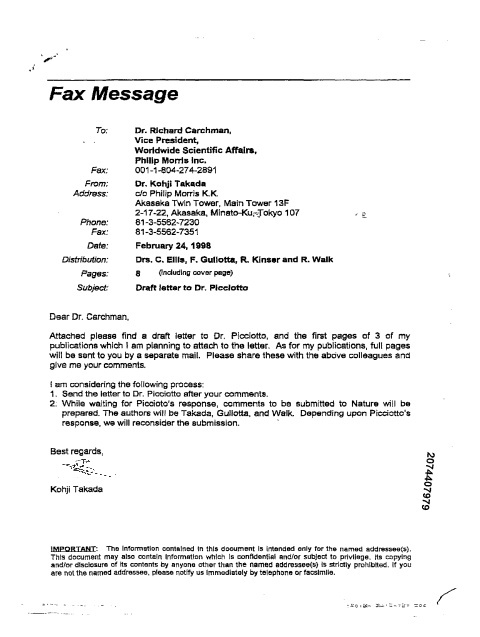 Fax Message
To: Dr. Richard Carchman,
Vice President,
Worldwide Scientific Affairs,
Philip Morris Inc.
Fax: 001-1-804-274-2891
From: Dr. Kohji Takada
Address: c/o Philip Morris K.K.
Akasaka Twin Tower, Main Tower 13F
2-17-22, Akasaka, Minato-Ku, Tokyo 107
Phone: 81-3-5562-7230
Fax: 81-3-5562-7351
Date: February 24, 1998
Distribution: Drs. C. Ellis, F. Gullotta, R. Kinser and R. Walk
Pages: 8 (including cover page)
Subject: Draft letter to Dr. Picciotto
Dear Dr. Carchman,
Attached please find a draft letter to Dr. Picciotto, and the first pages of 3 of my
publications which I am planning to attach to the letter. As for my publications, full pages
will be sent to you by a separate mail. Please share these with the above colleagues and
give me your comments.
I am considering the following process:
1. Send the letter to Dr. Picciotto after your comments.
2. While waiting for Piccioto's response, comments to be submitted to Nature will be
prepared. The authors will be Takada, Gullotta, and Walk. Depending upon Picciotto's
response, we will reconsider the submission.
Best regards,
Kohji Takada
2074407979
IMPORTANT: The information contained in this document is intended only for the named addressee(s).
This document may also contain information which is confidential and/or subject to privilege. Its copying
and/or disclosure of its contents by anyone other than the named addressee(s) is strictly prohibited. If you
are not the named addressee, please notify us immediately by telephone or facsimile.